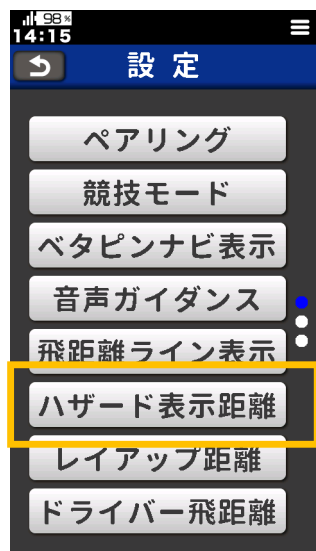 98%
14:15
設定
ペアリング
競技モード
ベタピンナビ表示
音声ガイダンス
飛距離ライン表示
ハザード表示距離
レイアップ距離
ドライバー飛距離